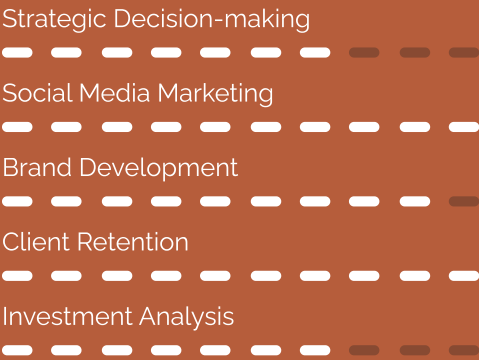 Strategic Decision-making
Social Media Marketing
Brand Development
Client Retention
Investment Analysis